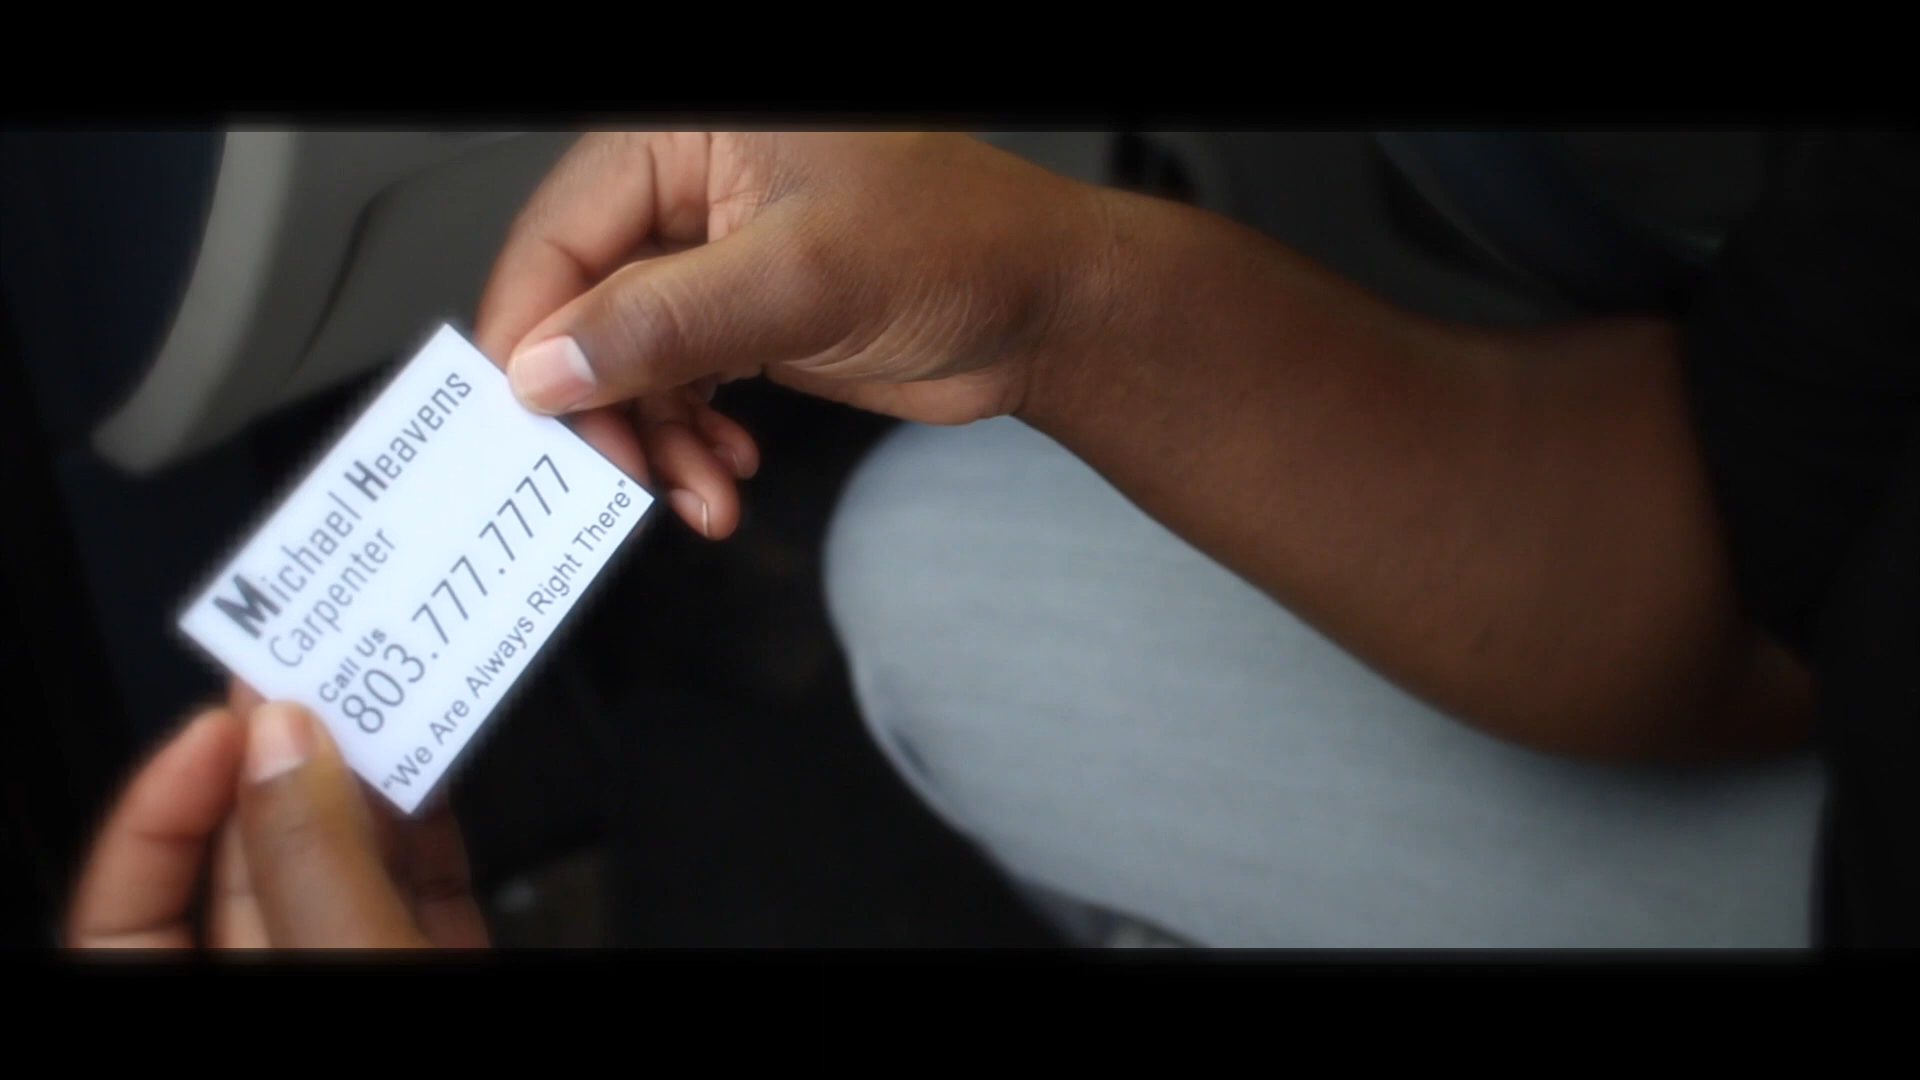 Michael Heavens
Carpenter
Call Us
803.777.7777
"We Are Always Right There"